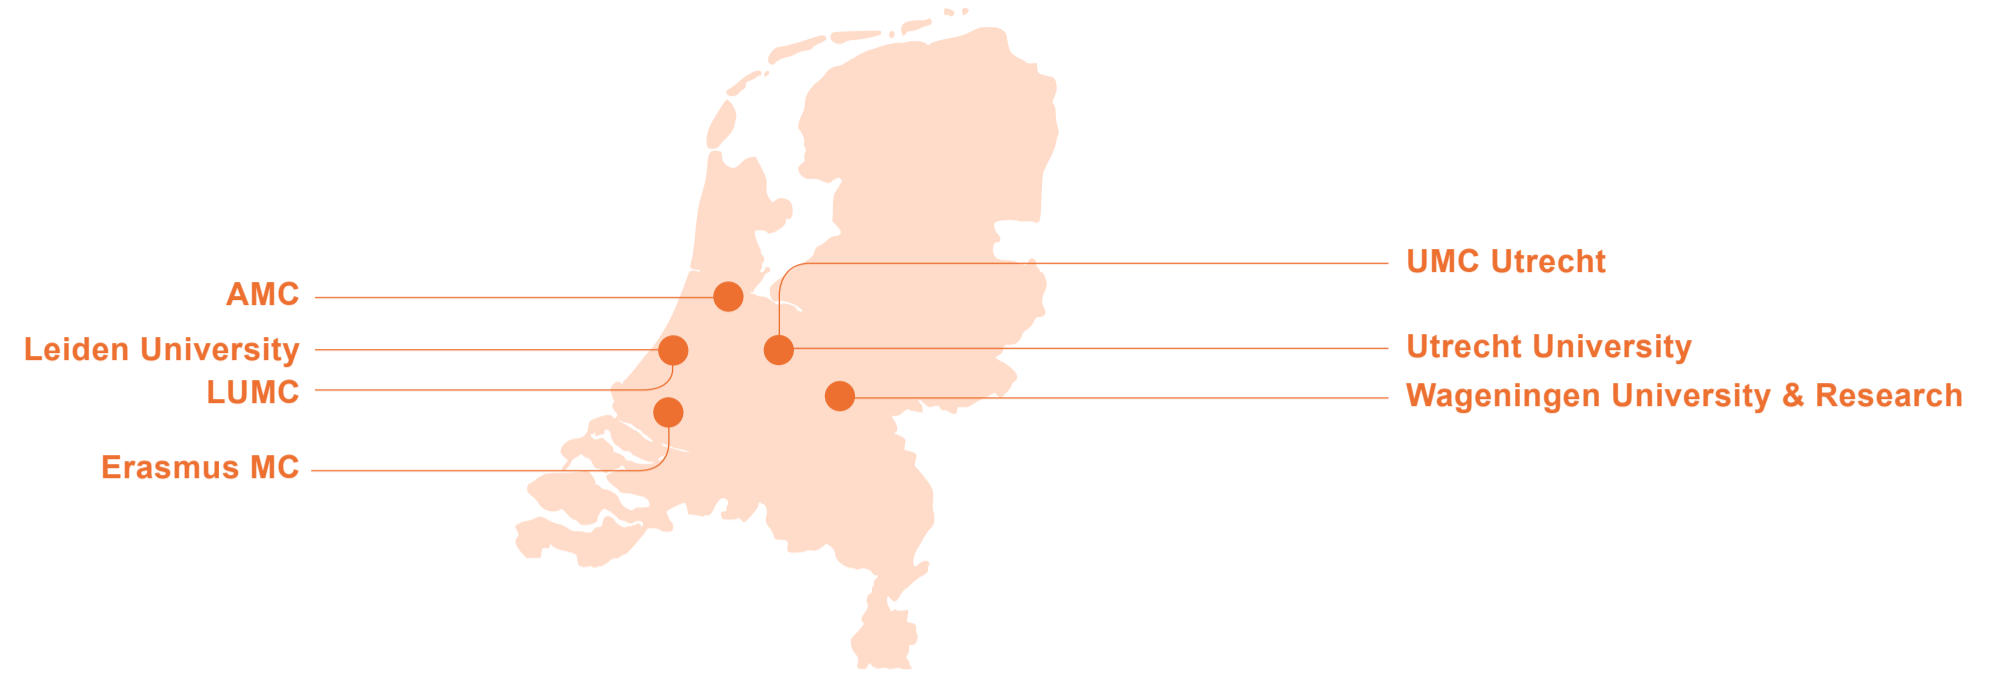 AMC
Leiden University
LUMC
Erasmus MC
UMC Utrecht
Utrecht University
Wageningen University & Research